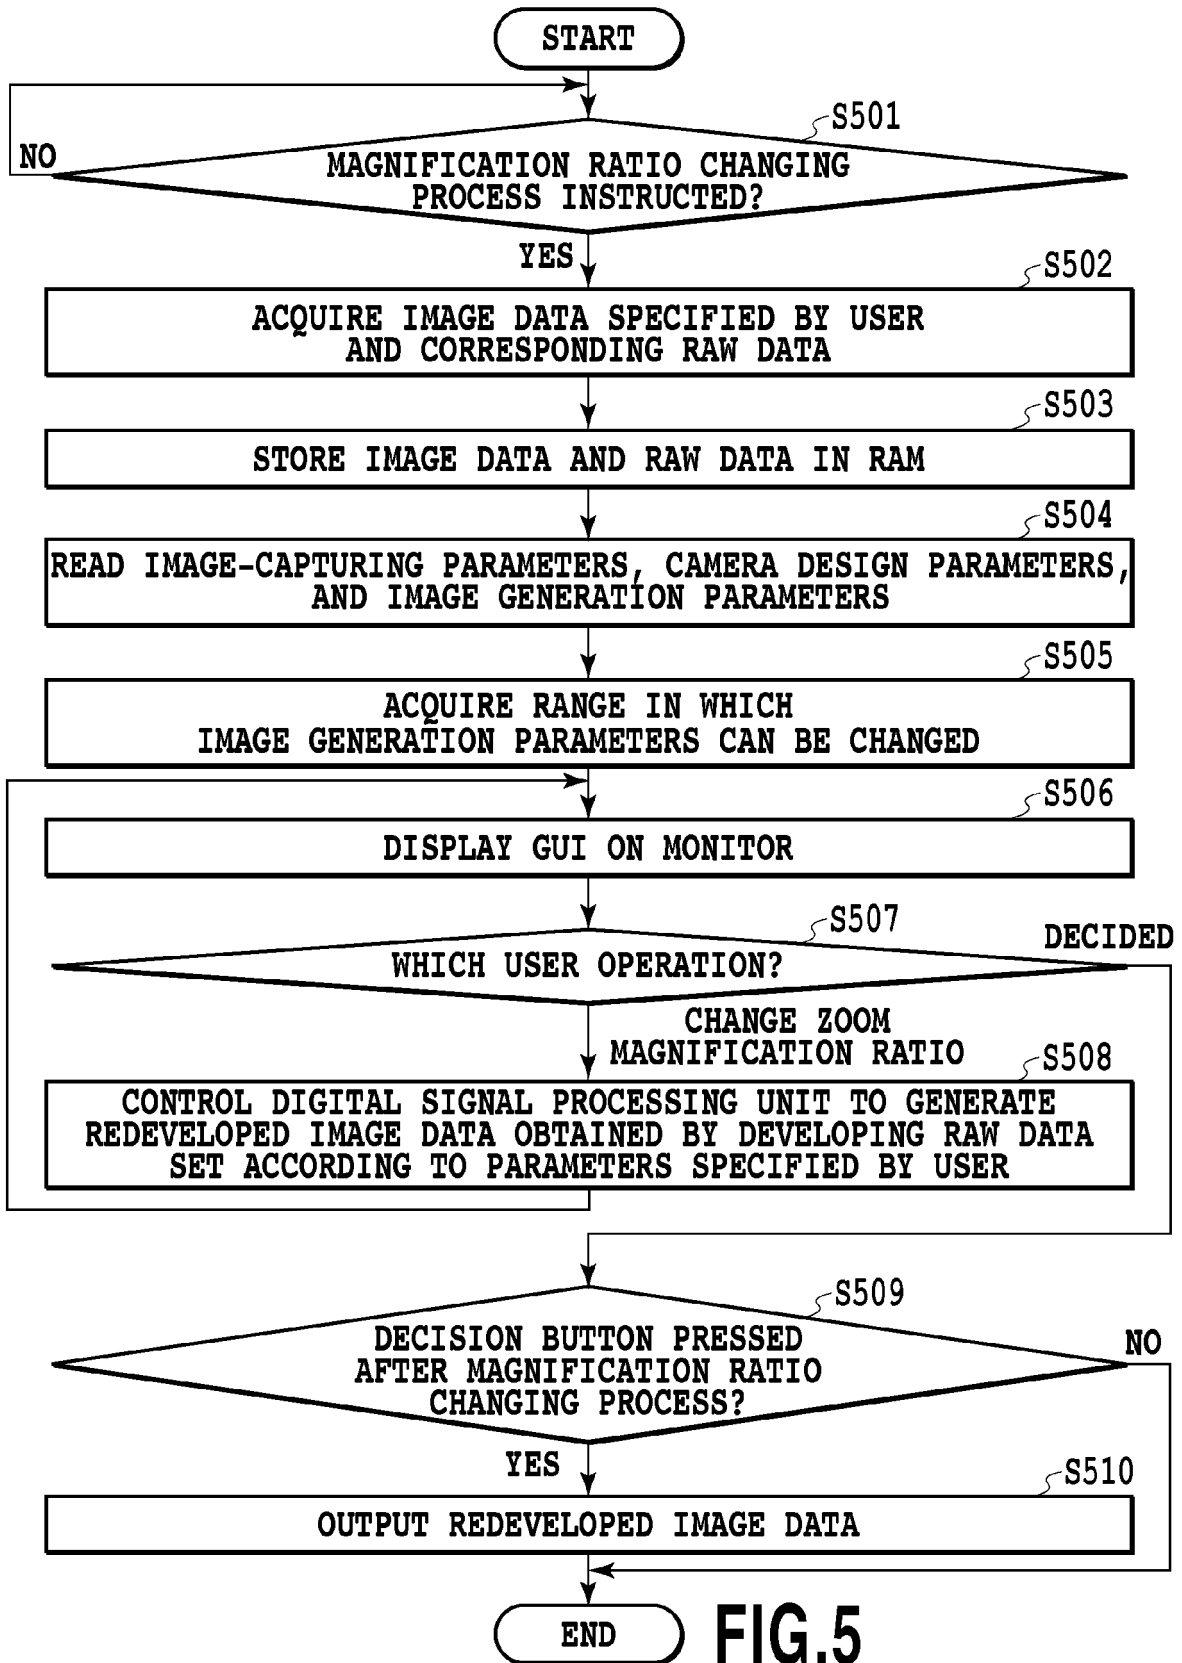 START
S501
NO
MAGNIFICATION RATIO CHANGING
PROCESS INSTRUCTED?
YES
S502
ACQUIRE IMAGE DATA SPECIFIED BY USER
AND CORRESPONDING RAW DATA
S503
STORE IMAGE DATA AND RAW DATA IN RAM
S504
READ IMAGE-CAPTURING PARAMETERS, CAMERA DESIGN PARAMETERS,
AND IMAGE GENERATION PARAMETERS
S505
ACQUIRE RANGE IN WHICH
IMAGE GENERATION PARAMETERS CAN BE CHANGED
S506
DISPLAY GUI ON MONITOR
S507
DECIDED
WHICH USER OPERATION?
CHANGE ZOOM
MAGNIFICATION RATIO
S508
CONTROL DIGITAL SIGNAL PROCESSING UNIT TO GENERATE
REDEVELOPED IMAGE DATA OBTAINED BY DEVELOPING RAW DATA
SET ACCORDING TO PARAMETERS SPECIFIED BY USER
S509
DECISION BUTTON PRESSED
AFTER MAGNIFICATION RATIO
CHANGING PROCESS?
NO
YES
S510
OUTPUT REDEVELOPED IMAGE DATA
END
FIG.5